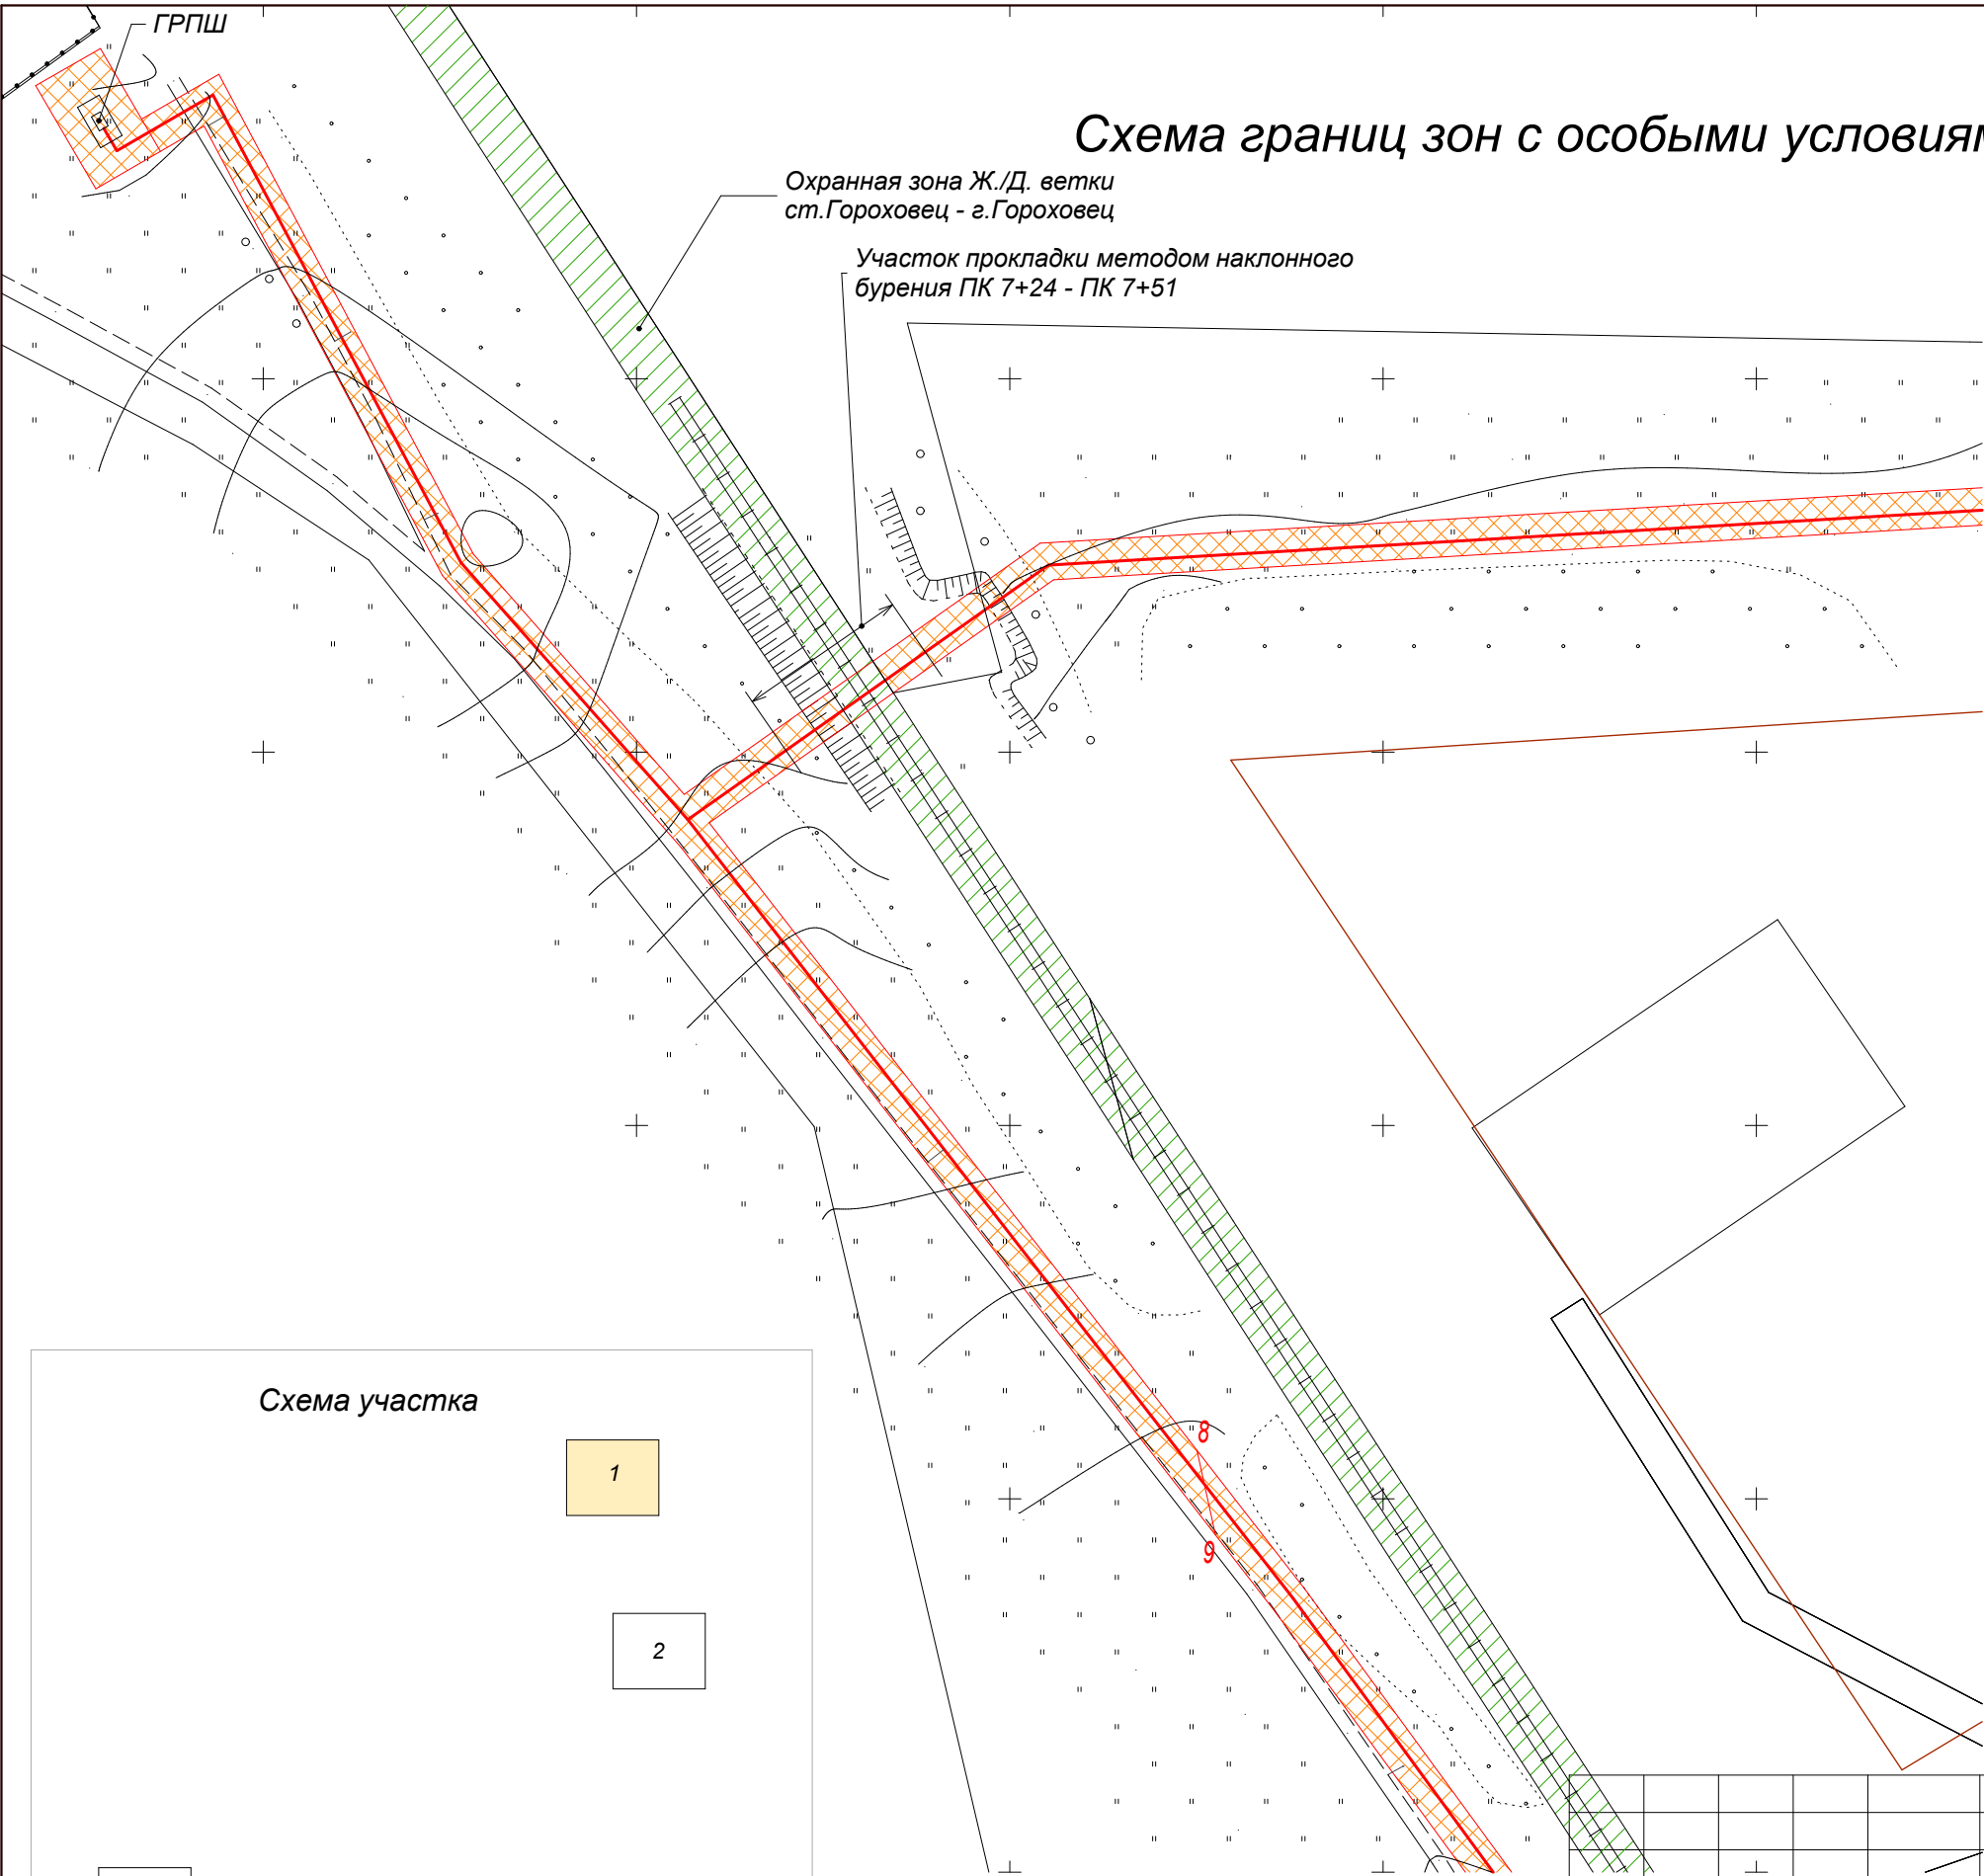 ГРПШ
Схема границ зон с особыми условиям
Охранная зона Ж./Д. ветки
ст.Гороховец - г.Гороховец
Участок прокладки методом наклонного
бурения ПК 7+24 - ПК 7+51
8
9
Схема участка
1
2